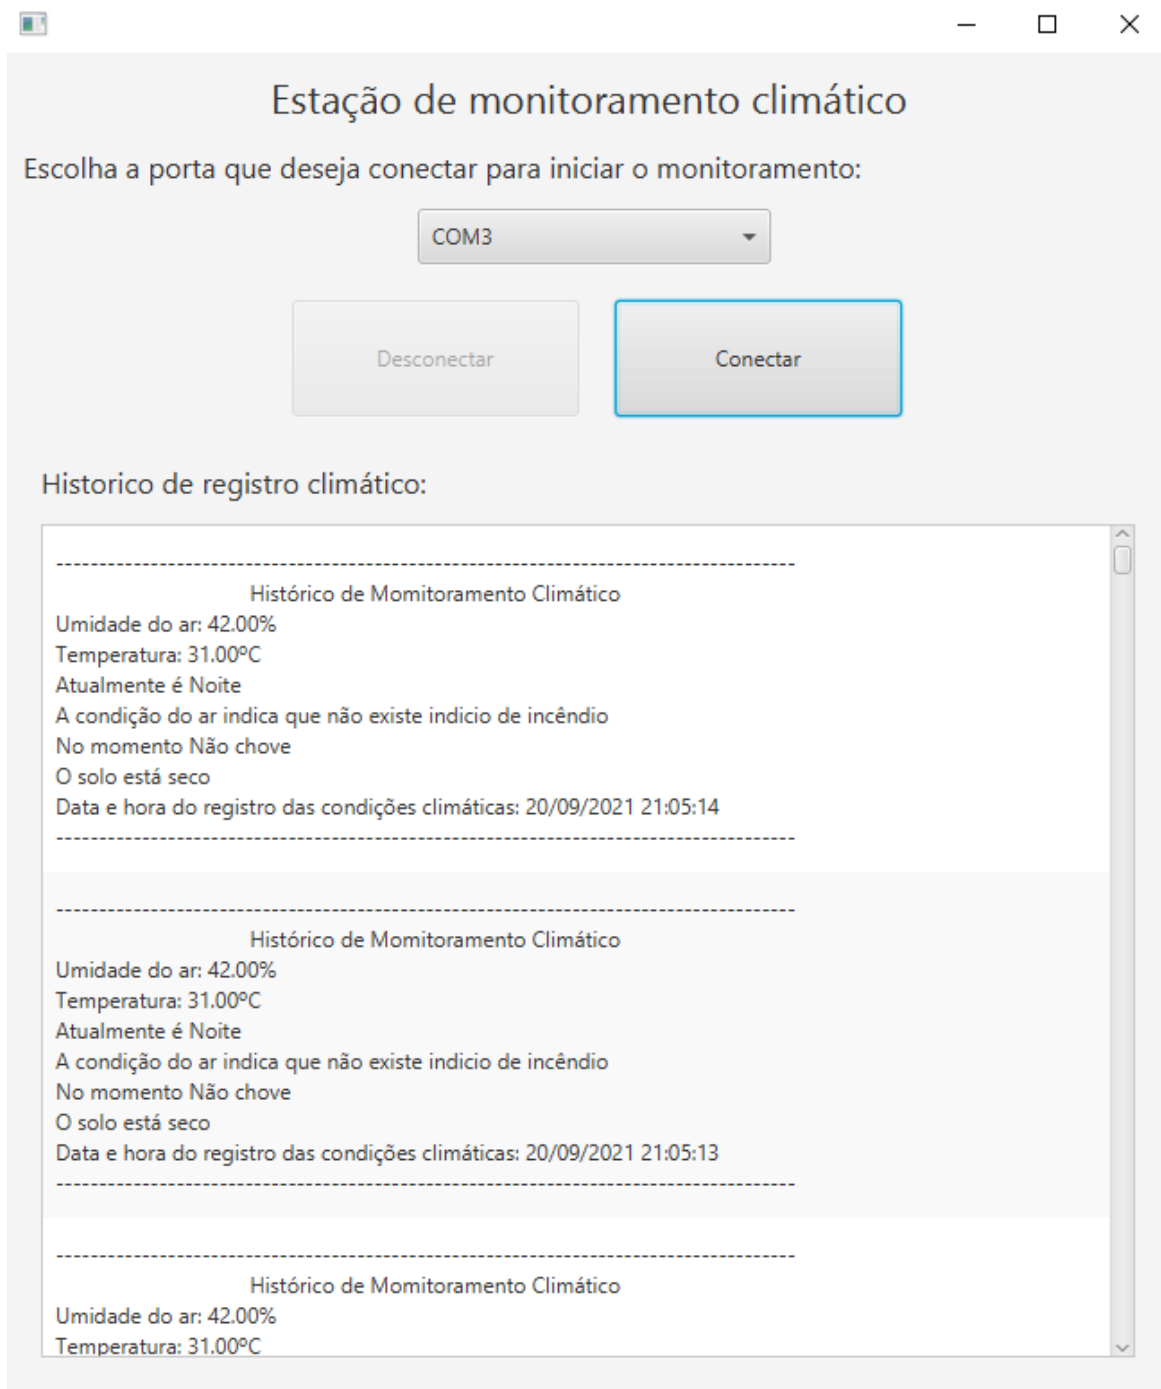 Estação de monitoramento climático
Escolha a porta que deseja conectar para iniciar o monitoramento:
COM3
Desconectar
Conectar
Historico de registro climático:
--------------------------------------------------------------------------------------
Histórico de Momitoramento Climático
Umidade do ar: 42.00%
Temperatura: 31.00ºC
Atualmente é Noite
A condição do ar indica que não existe indicio de incêndio
No momento Não chove
O solo está seco
Data e hora do registro das condições climáticas: 20/09/2021 21:05:14
--------------------------------------------------------------------------------------
--------------------------------------------------------------------------------------
Histórico de Momitoramento Climático
Umidade do ar: 42.00%
Temperatura: 31.00ºC
Atualmente é Noite
A condição do ar indica que não existe indicio de incêndio
No momento Não chove
O solo está seco
Data e hora do registro das condições climáticas: 20/09/2021 21:05:13
--------------------------------------------------------------------------------------
--------------------------------------------------------------------------------------
Histórico de Momitoramento Climático
Umidade do ar: 42.00%
Temperatura: 31.00ºC